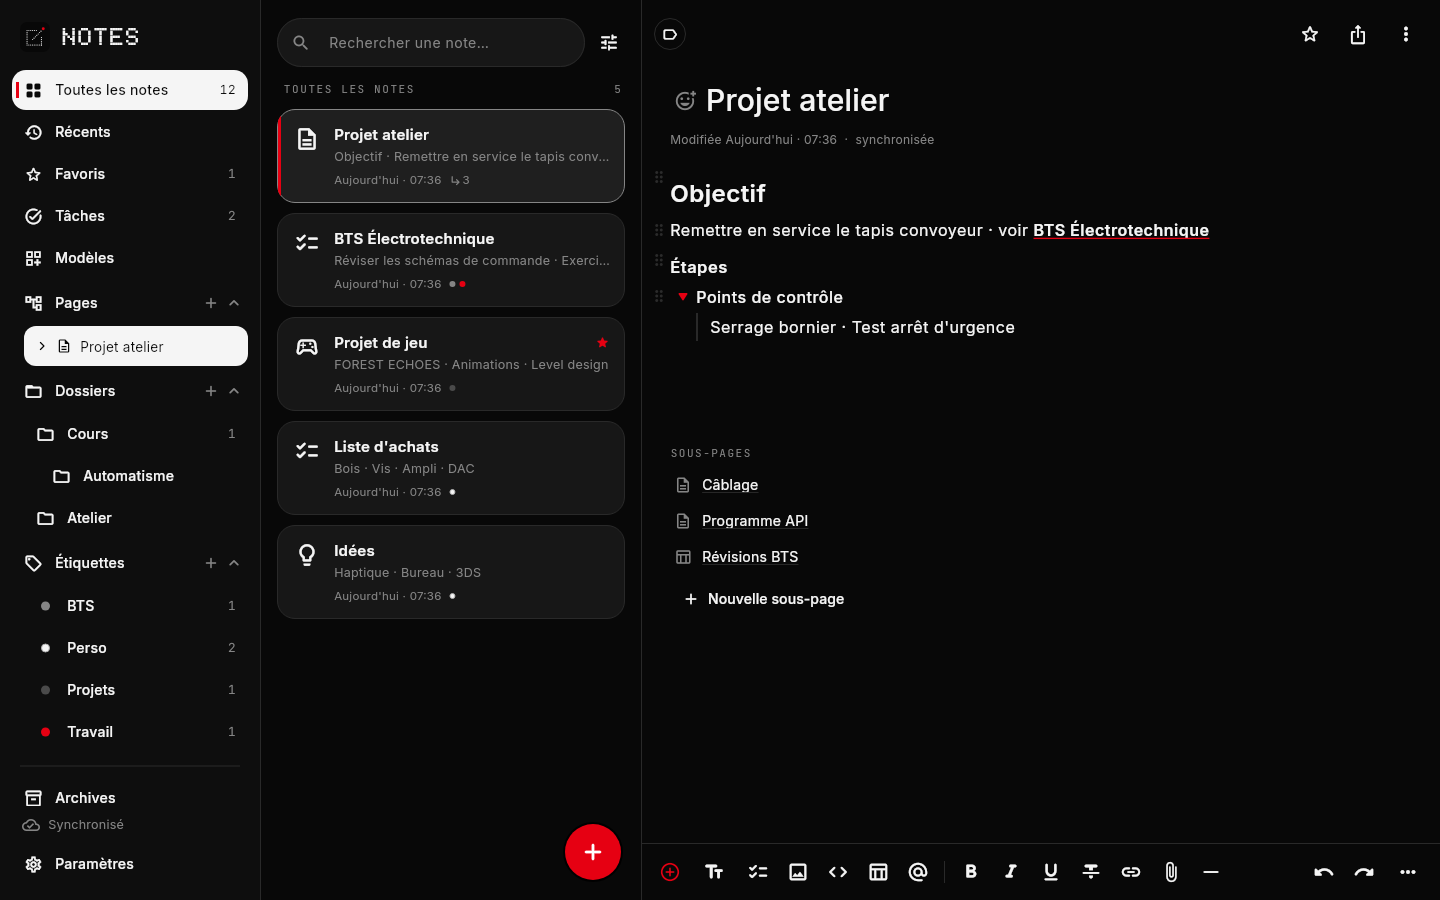 NOTES
Toutes les notes 12
Récents
Favoris 1
Tâches 2
Modèles
Pages
Projet atelier
Dossiers
Cours 1
Automatisme
Atelier
Étiquettes
BTS 1
Perso 2
Projets 1
Travail 1
Archives
Synchronisé
Paramètres
Rechercher une note...
TOUTES LES NOTES 5
Projet atelier
Objectif · Remettre en service le tapis conv...
Aujourd'hui · 07:36 3
BTS Électrotechnique
Réviser les schémas de commande · Exerci...
Aujourd'hui · 07:36
Projet de jeu
FOREST ECHOES · Animations · Level design
Aujourd'hui · 07:36
Liste d'achats
Bois · Vis · Ampli · DAC
Aujourd'hui · 07:36
Idées
Haptique · Bureau · 3DS
Aujourd'hui · 07:36
Projet atelier
Modifiée Aujourd'hui · 07:36 · synchronisée
Objectif
Remettre en service le tapis convoyeur · voir BTS Électrotechnique
Étapes
Points de contrôle
Serrage bornier · Test arrêt d'urgence
SOUS-PAGES
Câblage
Programme API
Révisions BTS
Nouvelle sous-page